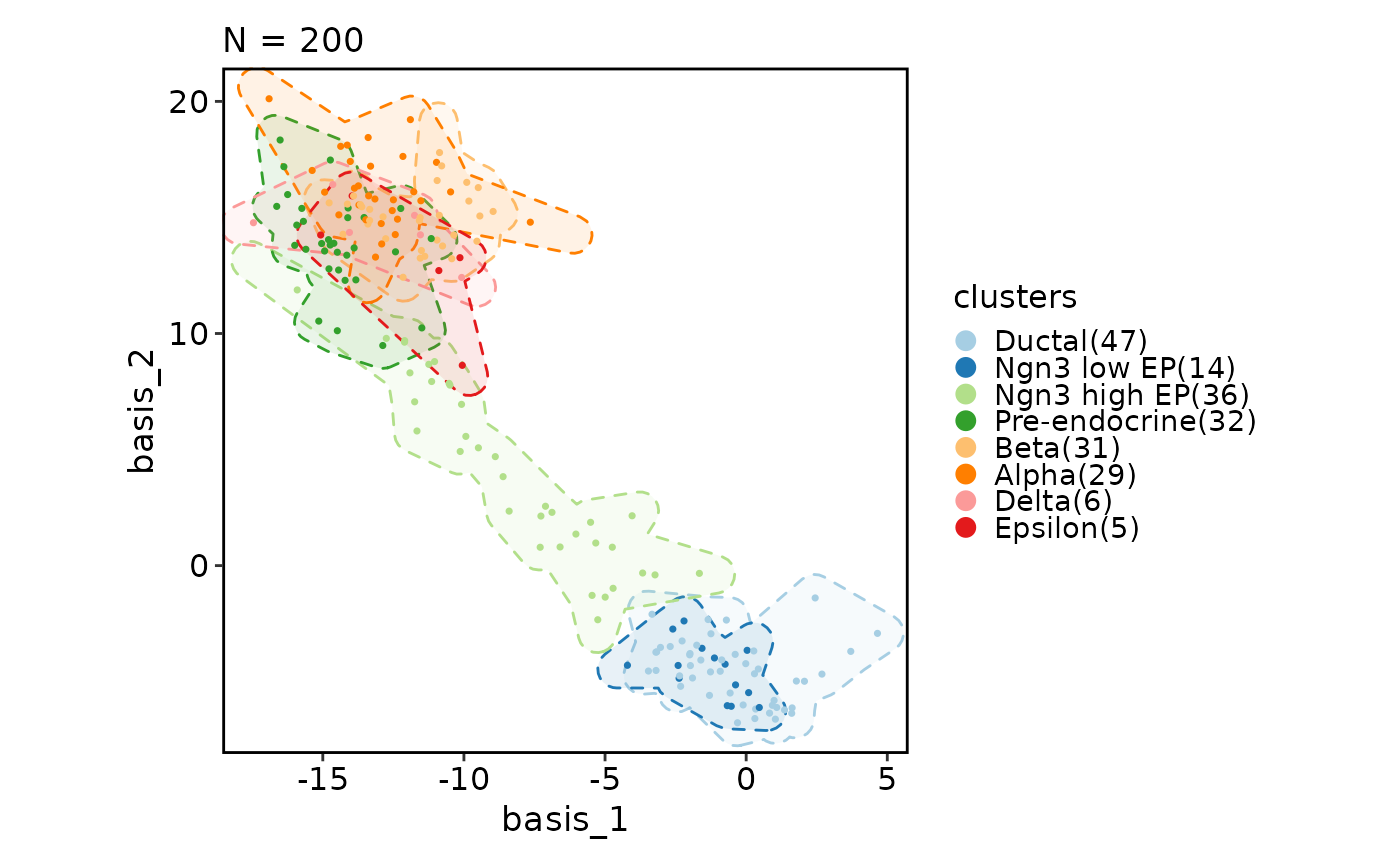 N = 200
20
10
0
-15
-10
-5
0
5
basis_1
basis_2
clusters
Ductal(47)
Ngn3 low EP(14)
Ngn3 high EP(36)
Pre-endocrine(32)
Beta(31)
Alpha(29)
Delta(6)
Epsilon(5)